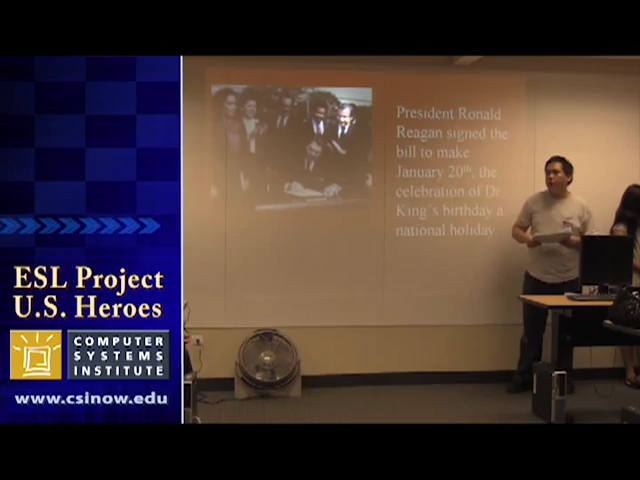 President Ronald
Reagan signed the
bill to make
January 20th, the
celebration of Dr.
King's birthday a
national holiday.
ESL Project
U.S. Heroes
COMPUTER
SYSTEMS
INSTITUTE
www.csinow.edu